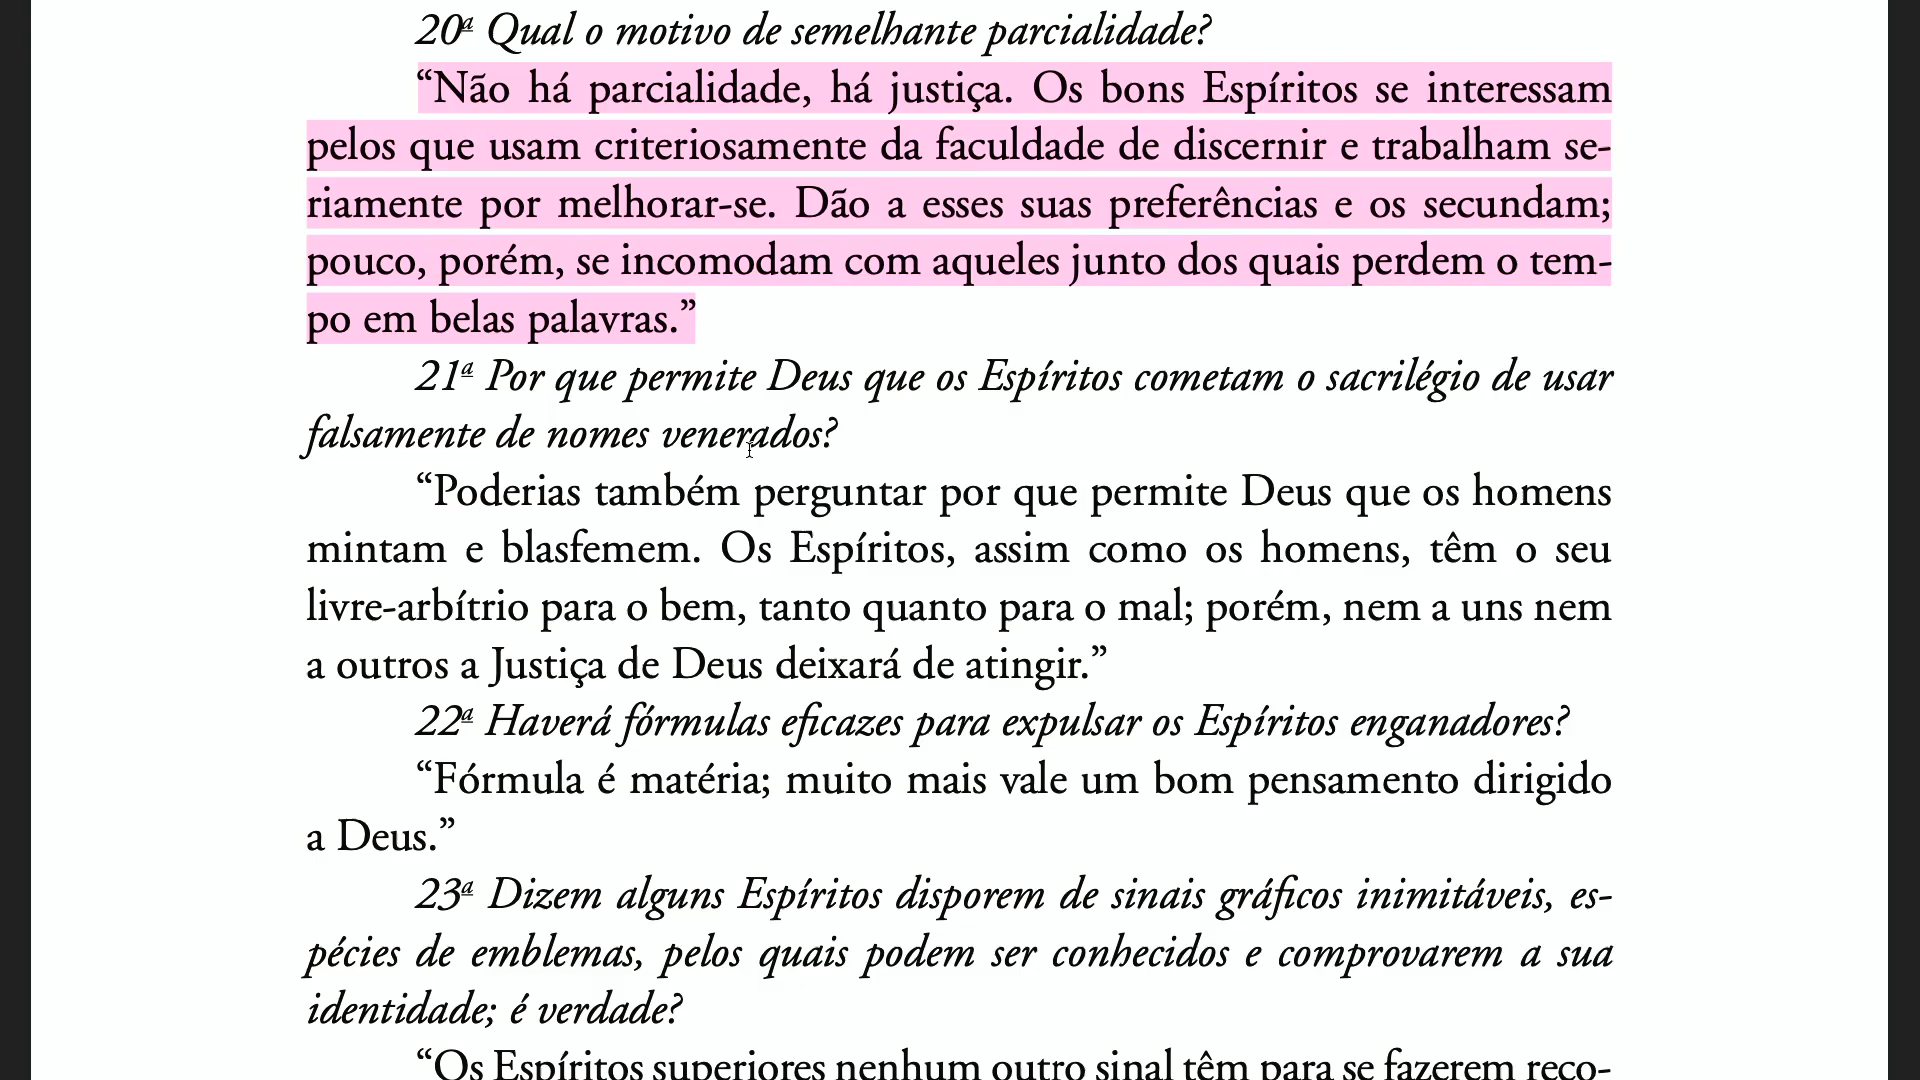 20ª Qual o motivo de semelhante parcialidade?
“Não há parcialidade, há justiça. Os bons Espíritos se interessam
pelos que usam criteriosamente da faculdade de discernir e trabalham se-
riamente por melhorar-se. Dão a esses suas preferências e os secundam;
pouco, porém, se incomodam com aqueles junto dos quais perdem o tem-
po em belas palavras.”
21ª Por que permite Deus que os Espíritos cometam o sacrilégio de usar
falsamente de nomes venerados?
“Poderias também perguntar por que permite Deus que os homens
mintam e blasfemem. Os Espíritos, assim como os homens, têm o seu
livre-arbítrio para o bem, tanto quanto para o mal; porém, nem a uns nem
a outros a Justiça de Deus deixará de atingir.”
22ª Haverá fórmulas eficazes para expulsar os Espíritos enganadores?
“Fórmula é matéria; muito mais vale um bom pensamento dirigido
a Deus.”
23ª Dizem alguns Espíritos disporem de sinais gráficos inimitáveis, es-
pécies de emblemas, pelos quais podem ser conhecidos e comprovarem a sua
identidade; é verdade?
“Os Espíritos superiores nenhum outro sinal têm para se fazerem reco-